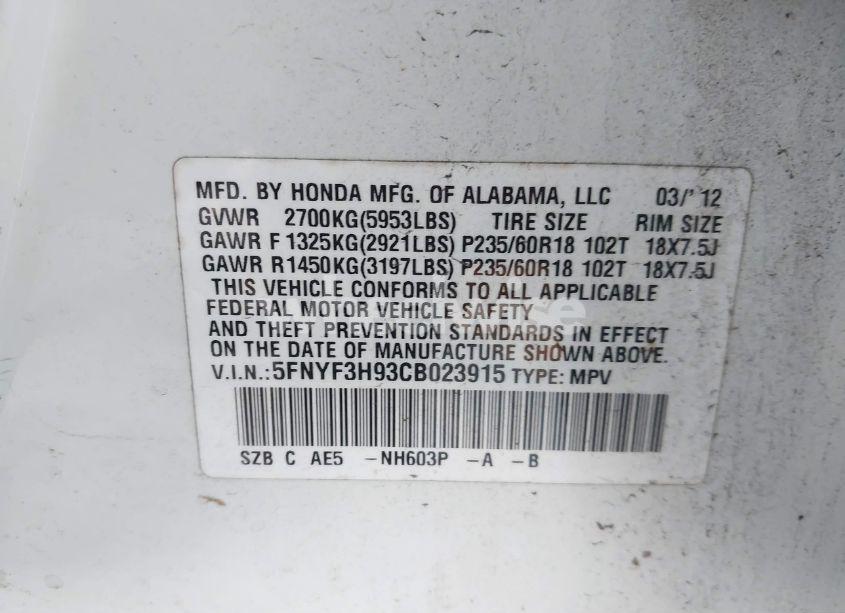 MFD. BY HONDA MFG. OF ALABAMA, LLC 03/' 12
GVWR 2700KG(5953LBS) TIRE SIZE RIM SIZE
GAWR F 1325KG(2921LBS) P235/60R18 102T 18X7.5J
GAWR R 1450KG(3197LBS) P235/60R18 102T 18X7.5J
THIS VEHICLE CONFORMS TO ALL APPLICABLE
FEDERAL MOTOR VEHICLE SAFETY
AND THEFT PREVENTION STANDARDS IN EFFECT
ON THE DATE OF MANUFACTURE SHOWN ABOVE.
V.I.N.: 5FNYF3H93CB023915 TYPE: MPV
SZB C AE5 -NH603P -A -B